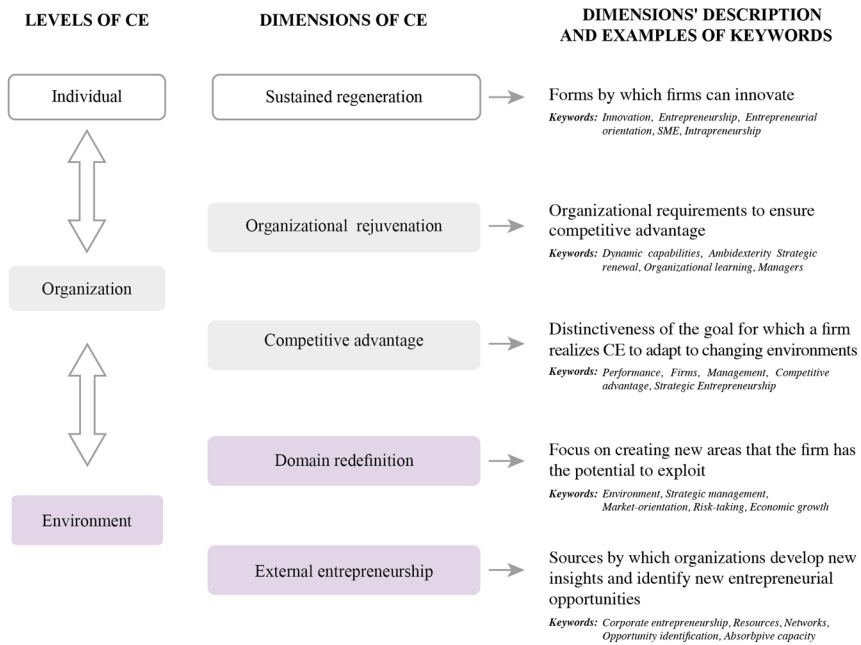 LEVELS OF CE
DIMENSIONS OF CE
DIMENSIONS' DESCRIPTION
AND EXAMPLES OF KEYWORDS
Individual
Sustained regeneration
Forms by which firms can innovate
Keywords: Innovation, Entrepreneurship, Entrepreneurial
orientation, SME, Intrapreneurship
Organizational rejuvenation
Organizational requirements to ensure
competitive advantage
Keywords: Dynamic capabilities, Ambidexterity Strategic
renewal, Organizational learning, Managers
Organization
Competitive advantage
Distinctiveness of the goal for which a firm
realizes CE to adapt to changing environments
Keywords: Performance, Firms, Management, Competitive
advantage, Strategic Entrepreneurship
Domain redefinition
Focus on creating new areas that the firm has
the potential to exploit
Keywords: Environment, Strategic management,
Market-orientation, Risk-taking, Economic growth
Environment
External entrepreneurship
Sources by which organizations develop new
insights and identify new entrepreneurial
opportunities
Keywords: Corporate entrepreneurship, Resources, Networks,
Opportunity identification, Absorbpive capacity